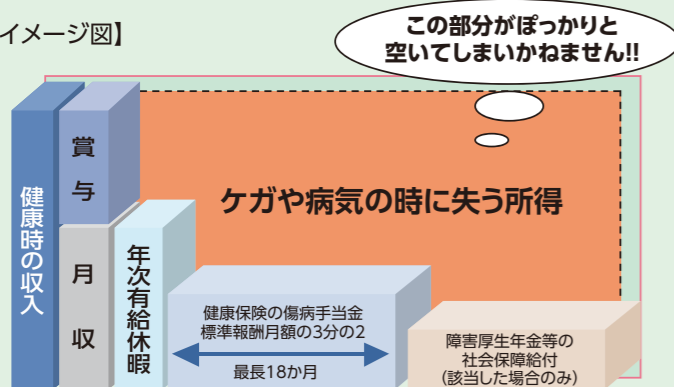 イメージ図】
この部分がぽっかりと
空いてしまいかねません!!
健康時の収入
賞与
月収
年次有給休暇
ケガや病気の時に失う所得
健康保険の傷病手当金
標準報酬月額の3分の2
最長18か月
障害厚生年金等の
社会保障給付
(該当した場合のみ)